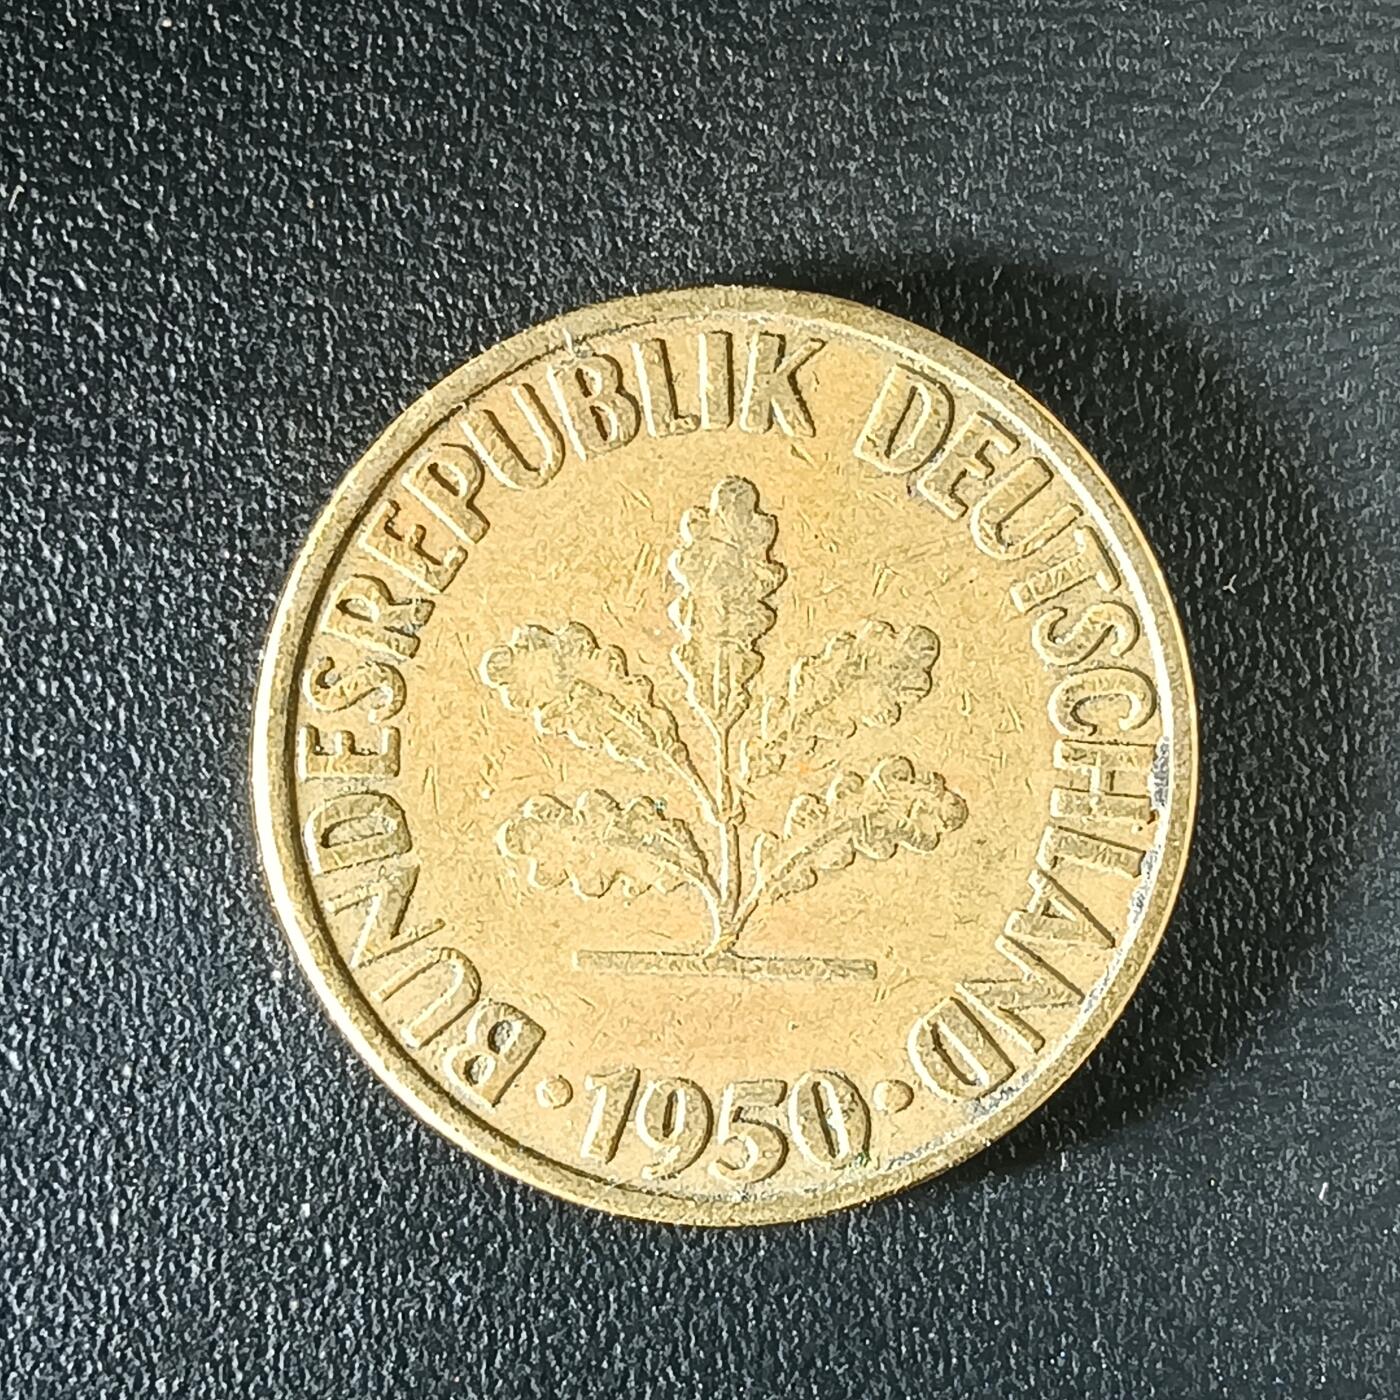 BUNDESREPUBLIK DEUTSCHLAND
· 1950 ·